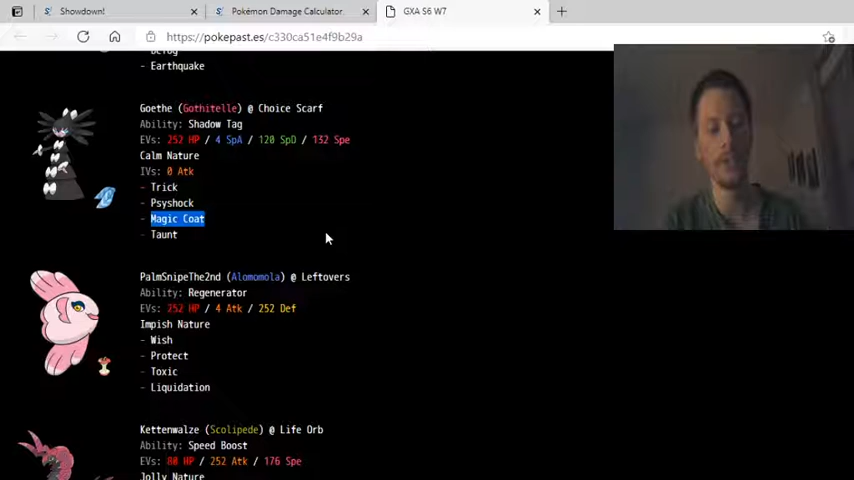 Showdown!
Pokémon Damage Calculator
GXA S6 W7
https://pokepast.es/c330ca51e4f9b29a
- Earthquake
Goethe (Gothitelle) @ Choice Scarf
Ability: Shadow Tag
EVs: 252 HP / 4 SpA / 120 SpD / 132 Spe
Calm Nature
IVs: 0 Atk
- Trick
- Psyshock
- Magic Coat
- Taunt
PalmSnipeThe2nd (Alomomola) @ Leftovers
Ability: Regenerator
EVs: 252 HP / 4 Atk / 252 Def
Impish Nature
- Wish
- Protect
- Toxic
- Liquidation
Kettenwalze (Scolipede) @ Life Orb
Ability: Speed Boost
EVs: 80 HP / 252 Atk / 176 Spe
Jolly Nature